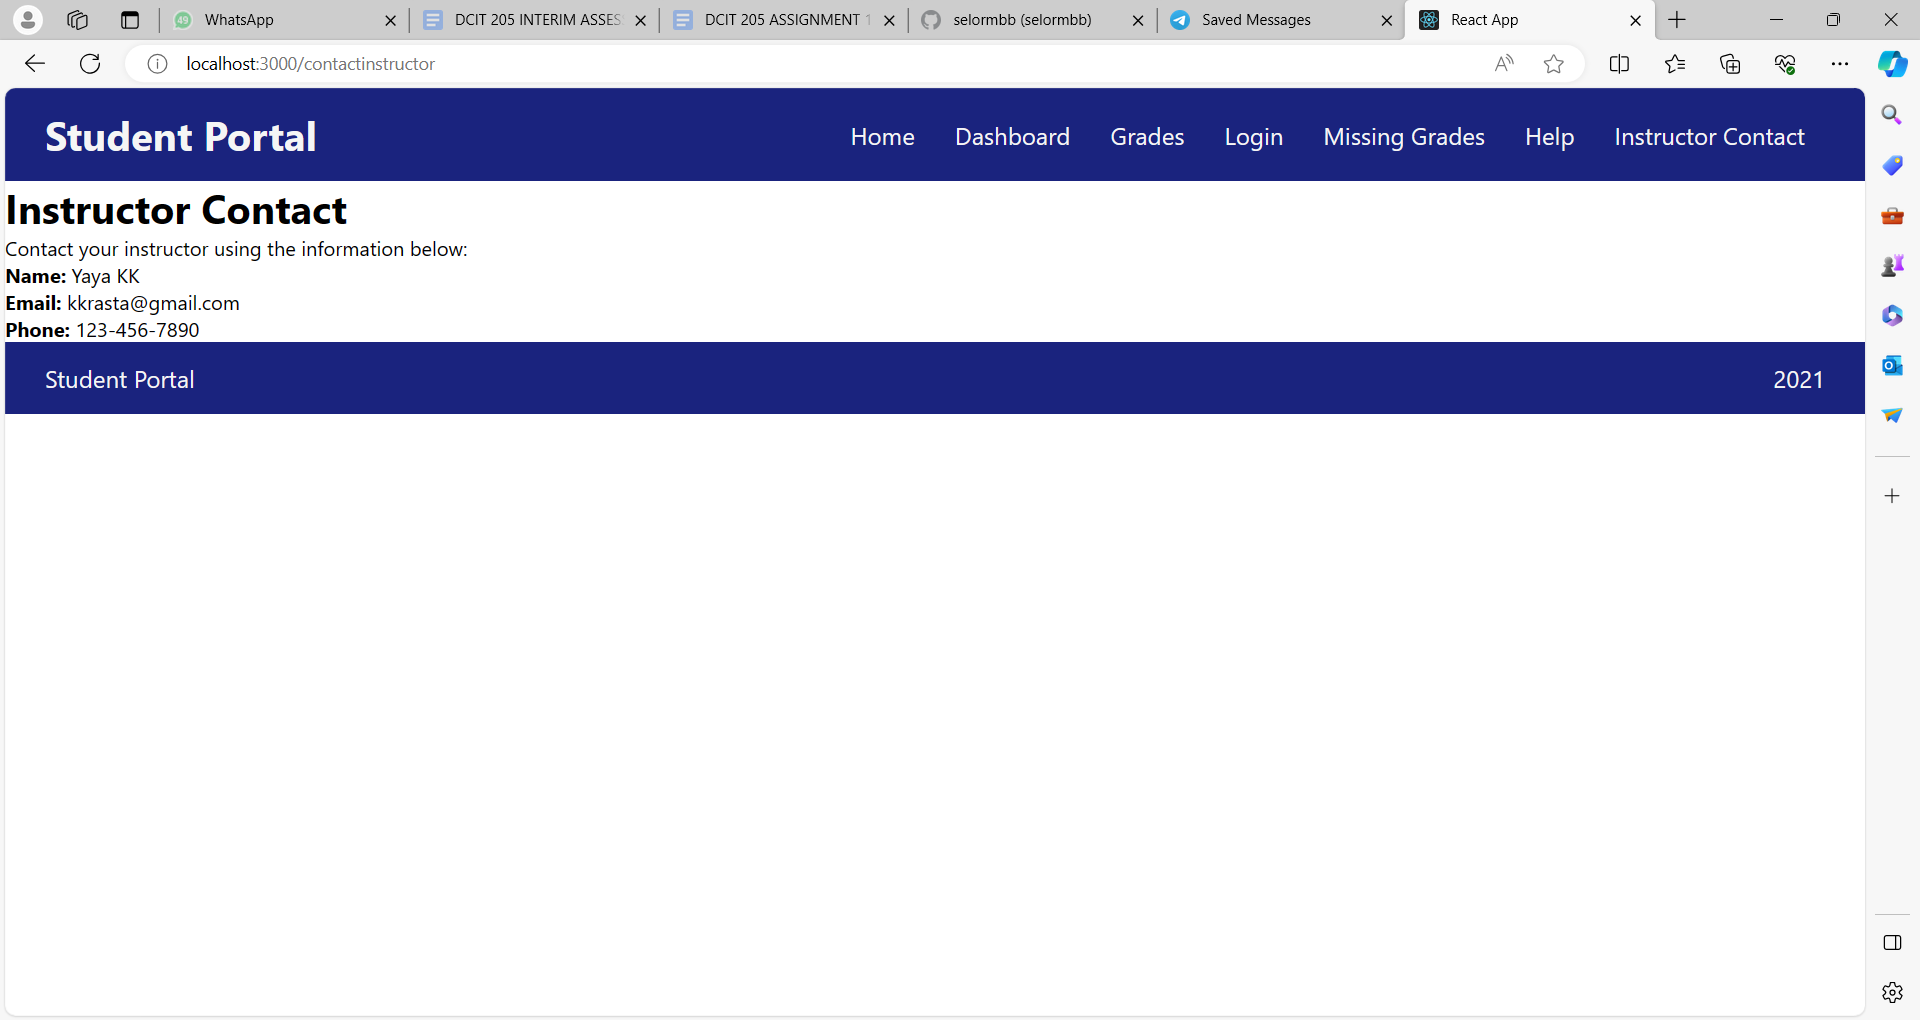 49 WhatsApp
DCIT 205 INTERIM ASSES
DCIT 205 ASSIGNMENT 1
selormbb (selormbb)
Saved Messages
React App
localhost:3000/contactinstructor
Student Portal
Home Dashboard Grades Login Missing Grades Help Instructor Contact
Instructor Contact
Contact your instructor using the information below:
Name: Yaya KK
Email: kkrasta@gmail.com
Phone: 123-456-7890
Student Portal 2021